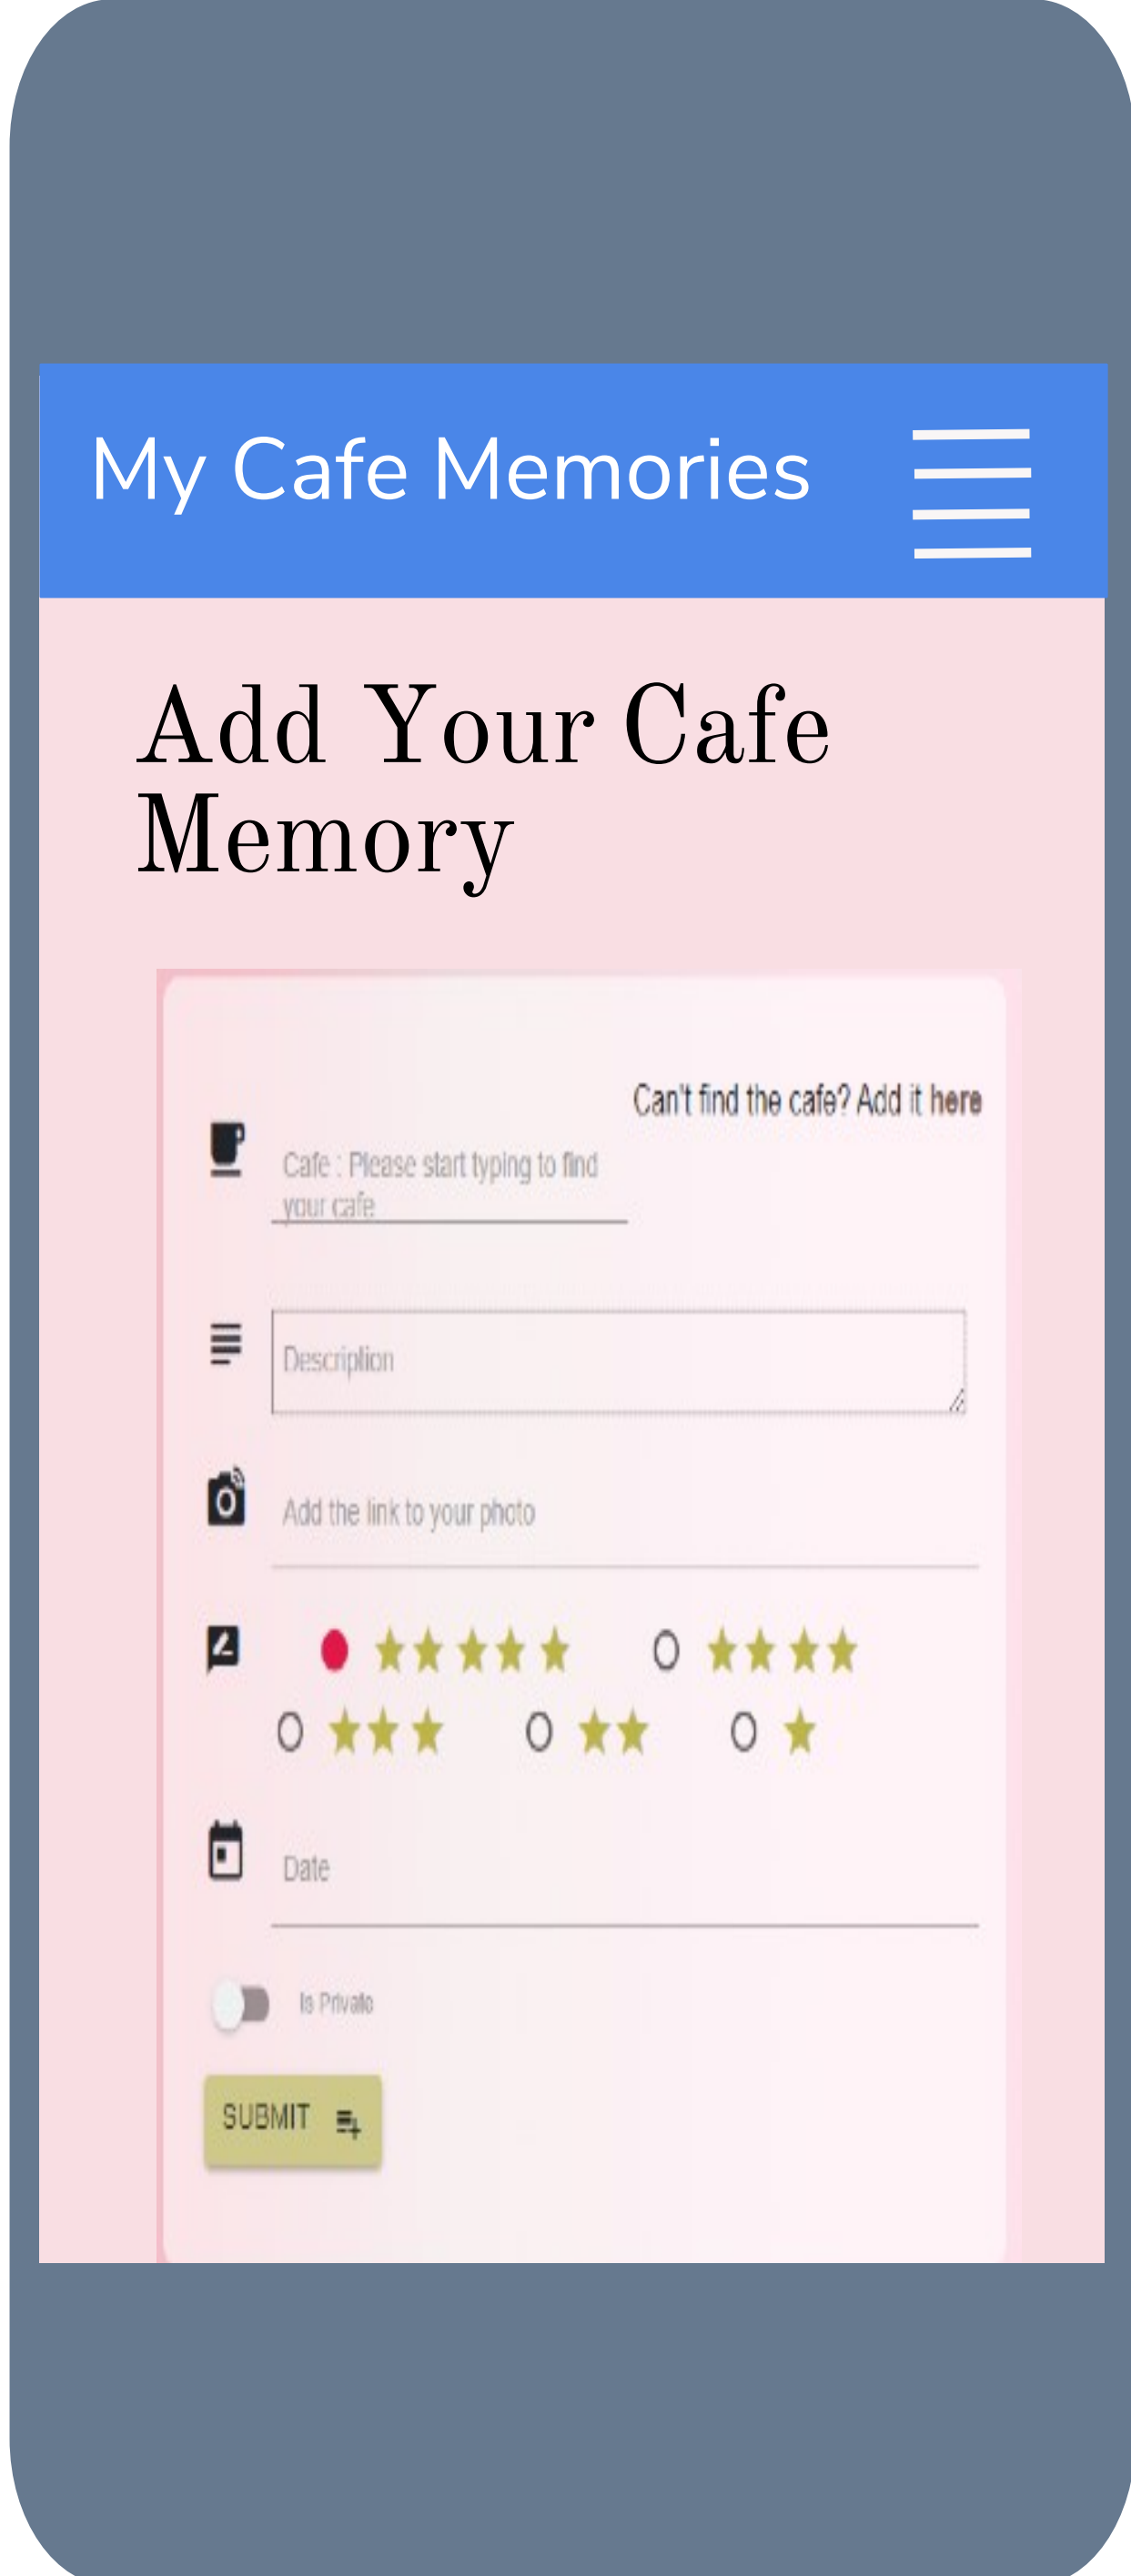 My Cafe Memories
Add Your Cafe
Memory
Can't find the cafe? Add it here
Cafe : Please start typing to find
your cafe
Description
Add the link to your photo
Date
Is Private
SUBMIT